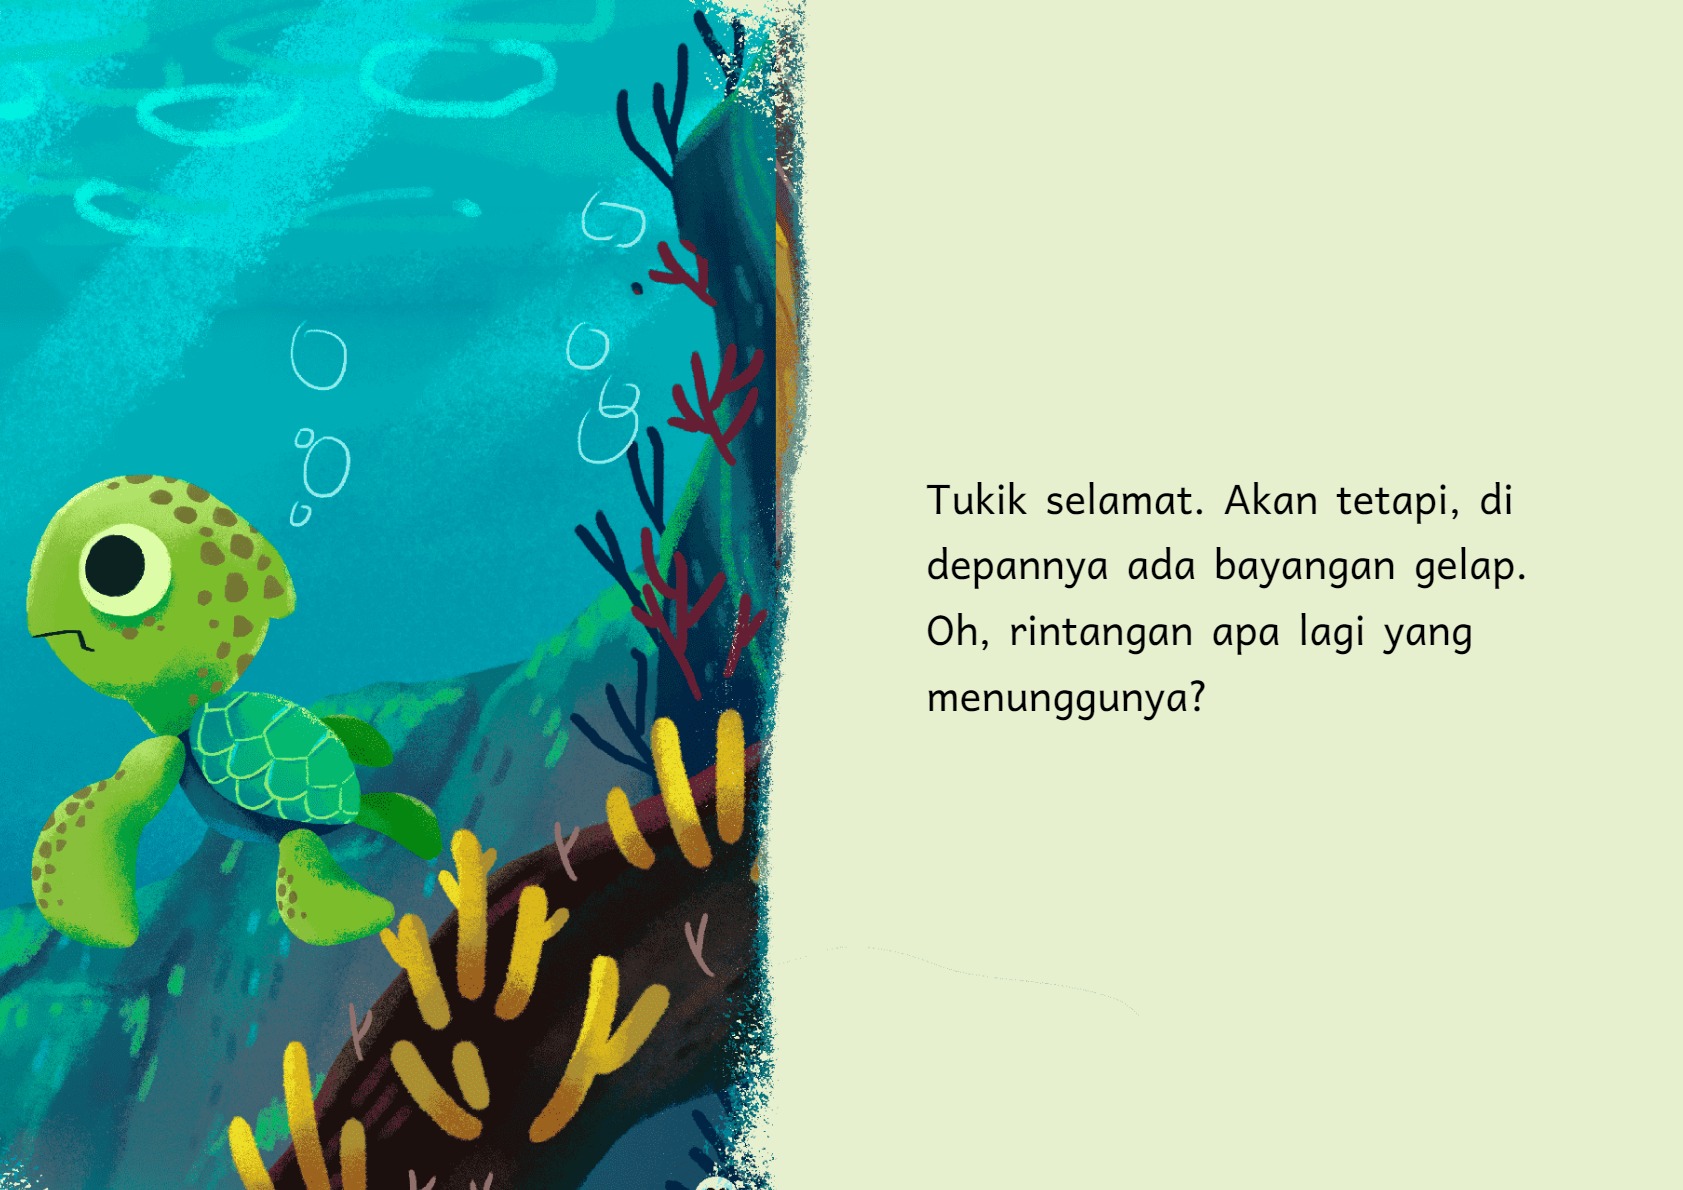 Tukik selamat. Akan tetapi, di
depannya ada bayangan gelap.
Oh, rintangan apa lagi yang
menunggunya?